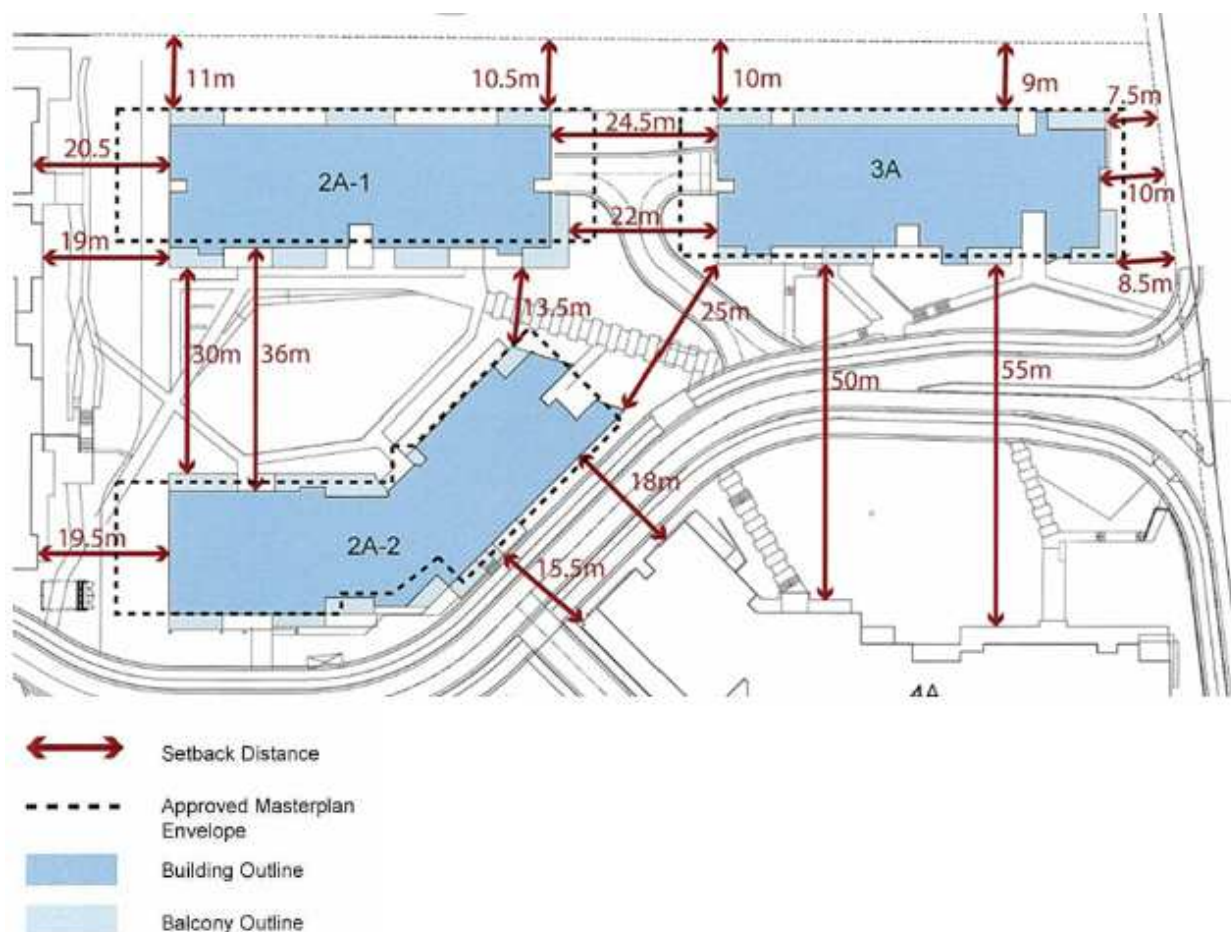 11m
10.5m
10m
9m
7.5m
24.5m
20.5
2A-1
3A
10m
22m
19m
8.5m
13.5m
25m
30m
36m
50m
55m
18m
19.5m
2A-2
15.5m
4A
Setback Distance
Approved Masterplan
Envelope
Building Outline
Balcony Outline